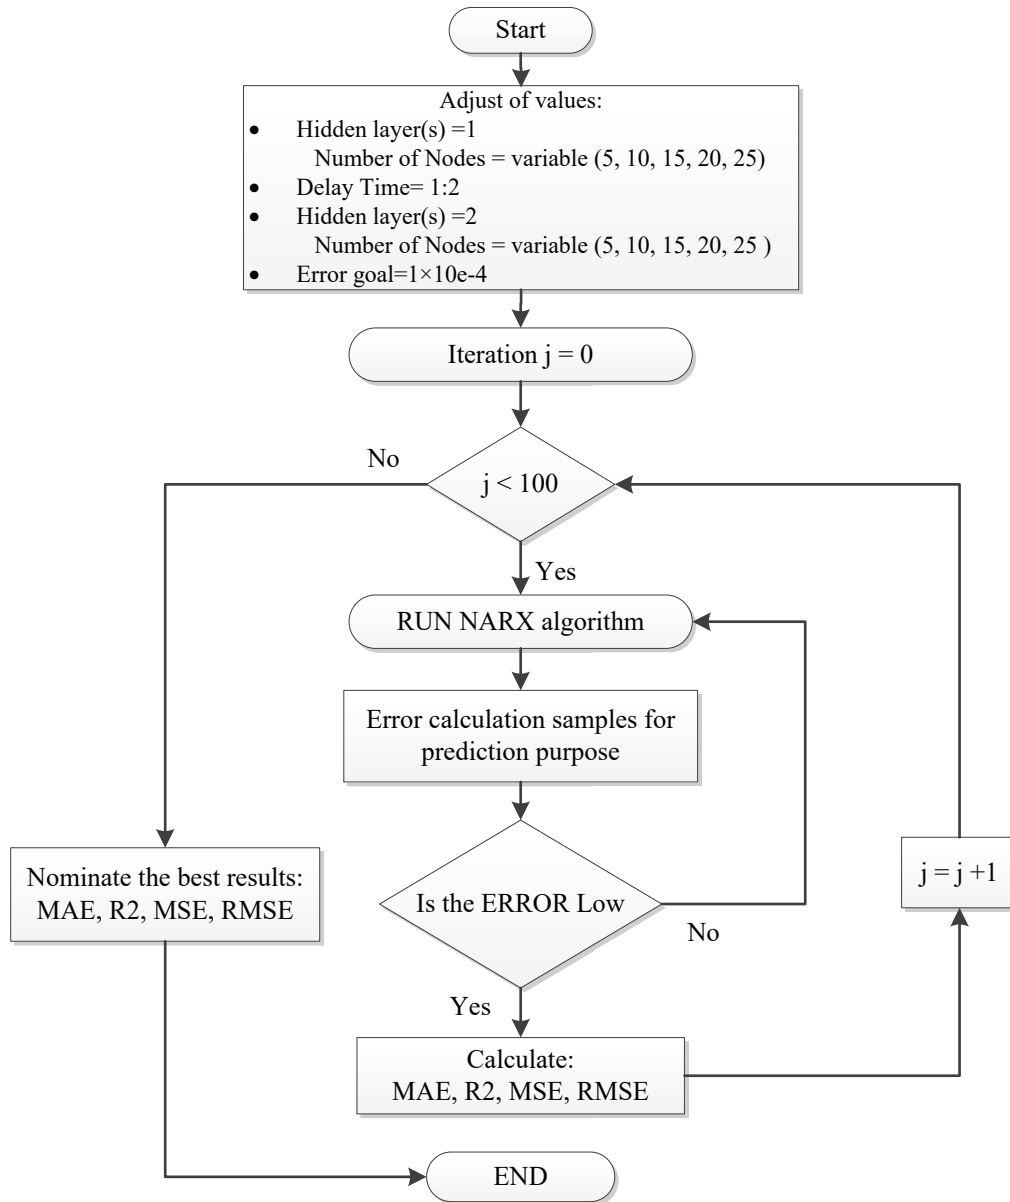 Start
Adjust of values:
• Hidden layer(s) =1
Number of Nodes = variable (5, 10, 15, 20, 25)
• Delay Time= 1:2
• Hidden layer(s) =2
Number of Nodes = variable (5, 10, 15, 20, 25 )
• Error goal=1×10e-4
Iteration j = 0
No
j < 100
Yes
RUN NARX algorithm
Error calculation samples for
prediction purpose
Nominate the best results:
MAE, R2, MSE, RMSE
j = j +1
Is the ERROR Low
No
Yes
Calculate:
MAE, R2, MSE, RMSE
END